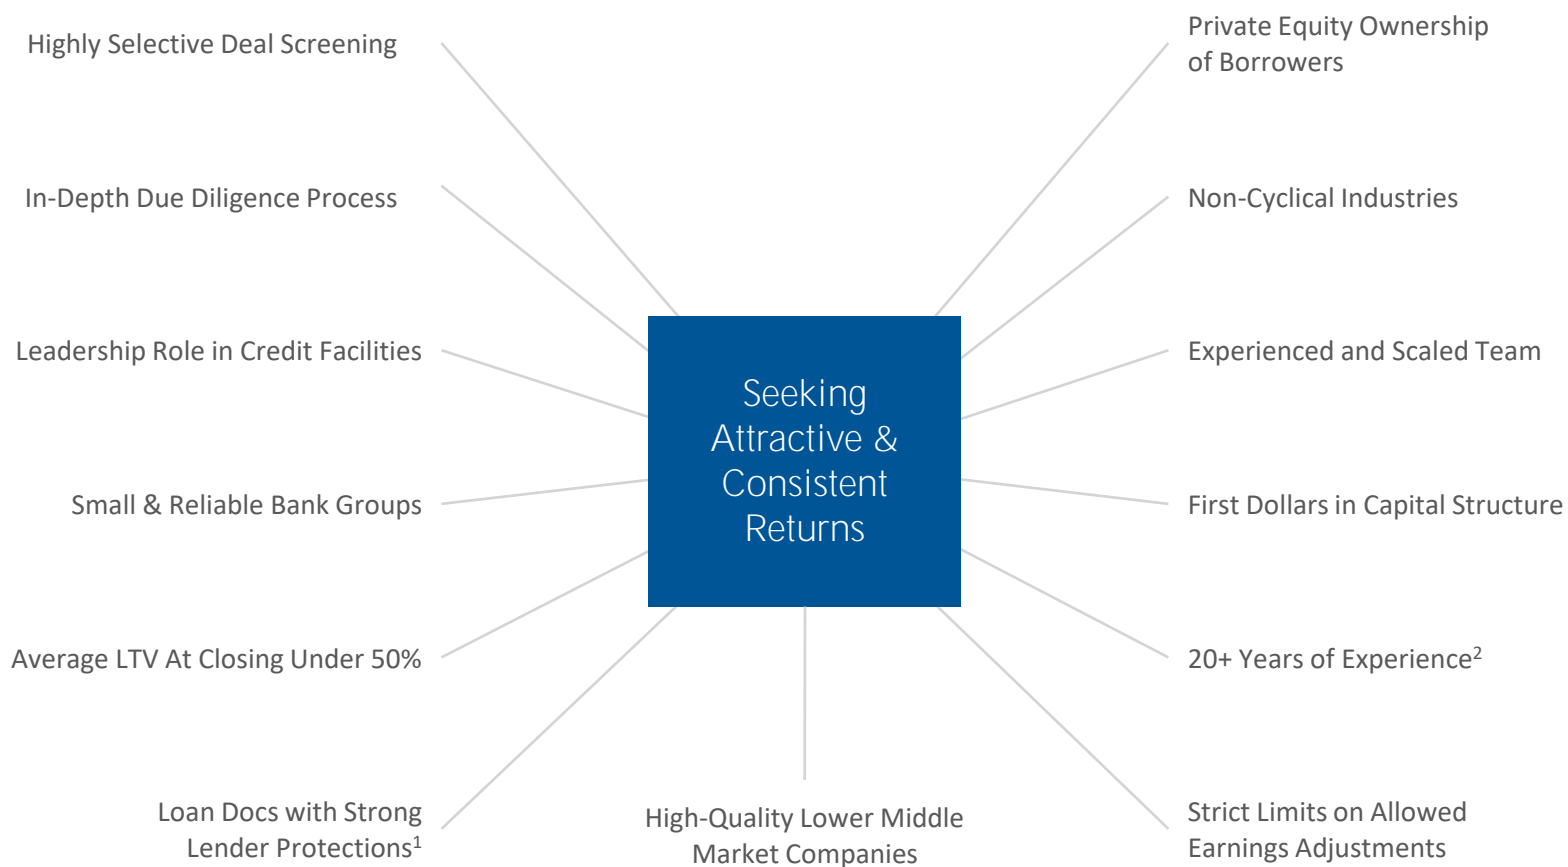 Highly Selective Deal Screening
In-Depth Due Diligence Process
Leadership Role in Credit Facilities
Small & Reliable Bank Groups
Average LTV At Closing Under 50%
Loan Docs with Strong
Lender Protections¹
Seeking
Attractive &
Consistent
Returns
High-Quality Lower Middle
Market Companies
Private Equity Ownership
of Borrowers
Non-Cyclical Industries
Experienced and Scaled Team
First Dollars in Capital Structure
20+ Years of Experience²
Strict Limits on Allowed
Earnings Adjustments